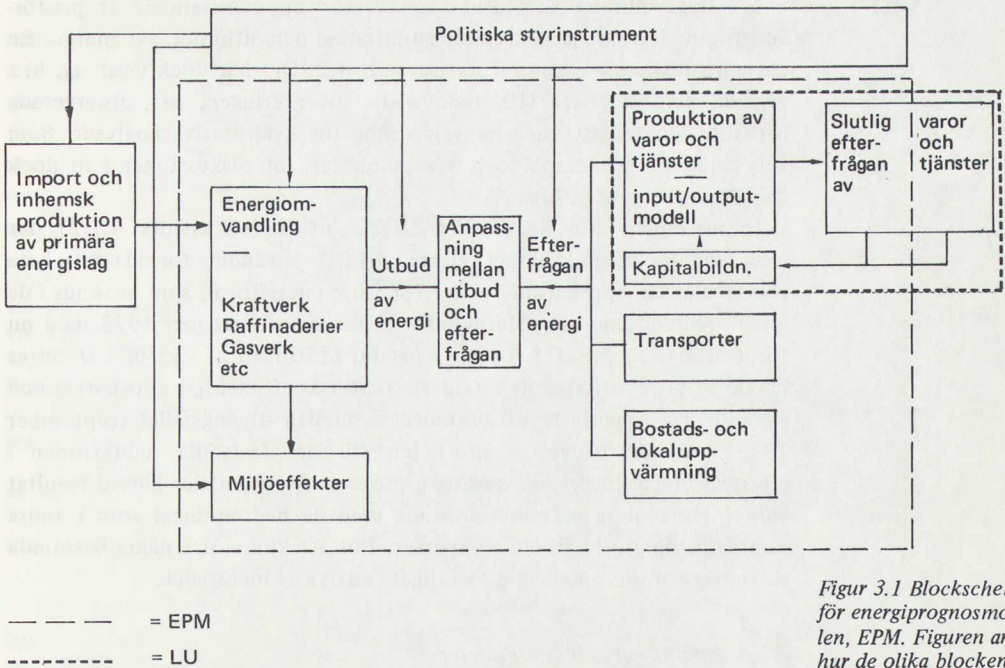 Politiska styrinstrument
Import och
inhemsk
produktion
av primära
energislag
Energiom-
vandling
Kraftverk
Raffinaderier
Gasverk
etc
Miljöeffekter
Utbud
av
energi
Anpass-
ning
mellan
utbud
och
efter-
frågan
Efter-
frågan
av
energi
Produktion av
varor och
tjänster
input/output-
modell
Kapitalbildn.
Slutlig
efter-
frågan
av
varor
och
tjänster
Transporter
Bostads- och
lokalupp-
värmning
= EPM
= LU
Figur 3.1
för energiprognosmo
len, EPM. Figuren an
hur de olika blocken